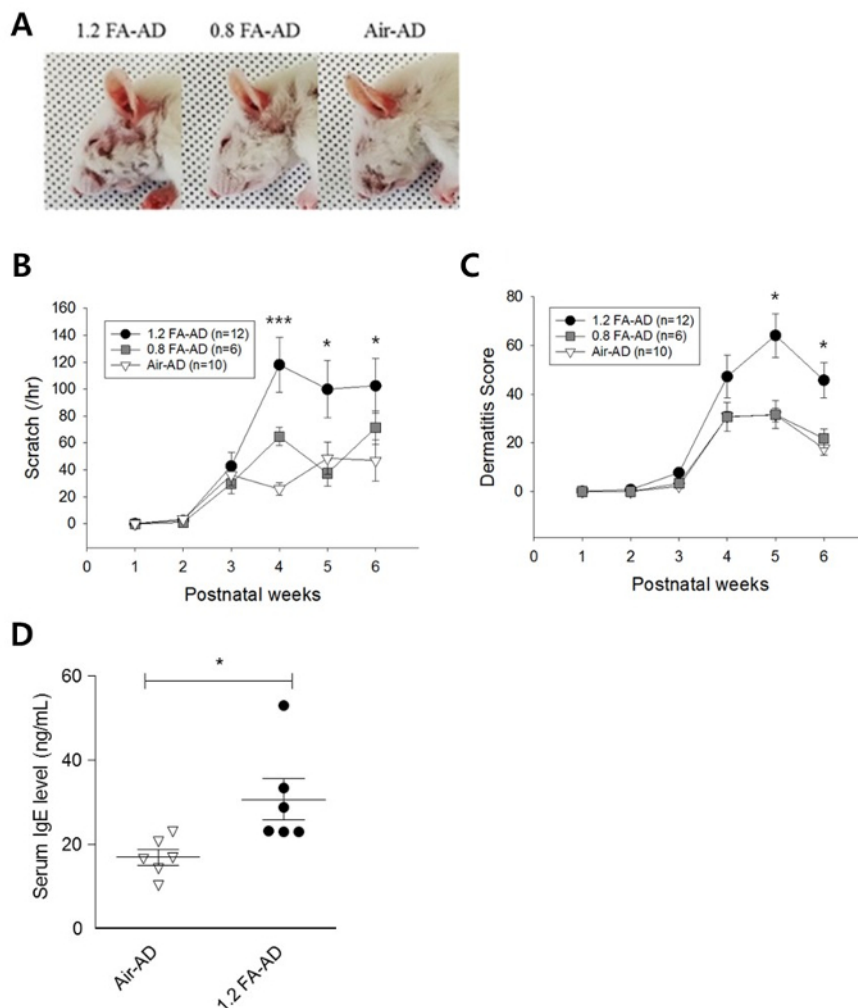 A
1.2 FA-AD 0.8 FA-AD Air-AD
B
Scratch (/hr)
160
140
120
100
80
60
40
20
0
1.2 FA-AD (n=12)
0.8 FA-AD (n=6)
Air-AD (n=10)
*** * *
0 1 2 3 4 5 6
Postnatal weeks
C
Dermatitis Score
80
60
40
20
0
1.2 FA-AD (n=12)
0.8 FA-AD (n=6)
Air-AD (n=10)
* *
0 1 2 3 4 5 6
Postnatal weeks
D
Serum IgE level (ng/mL)
60
40
20
0
*
Air-AD 1.2 FA-AD